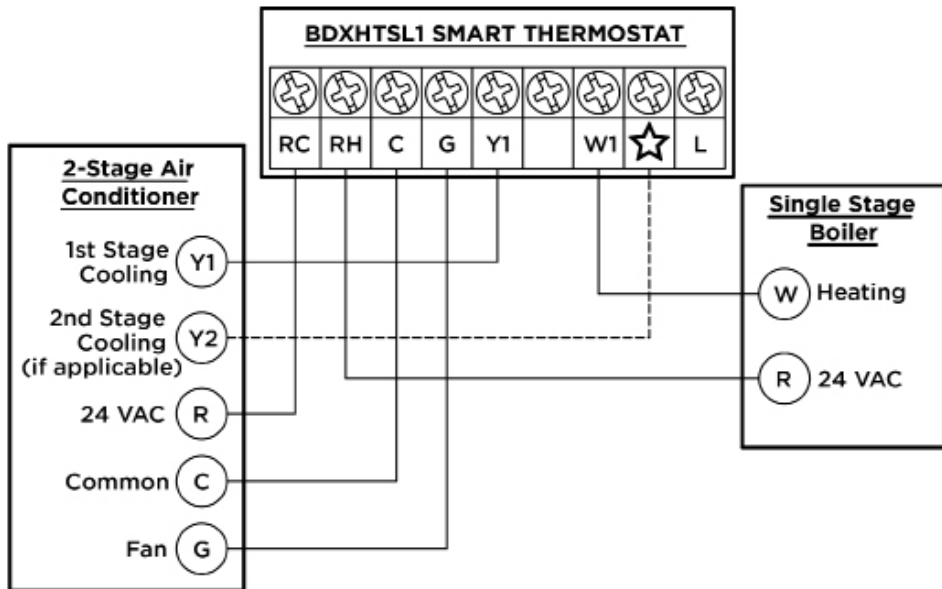 BDXHTSL1 SMART THERMOSTAT
RC RH C G Y1 W1 ☆ L
2-Stage Air
Conditioner
1st Stage
Cooling
Y1
2nd Stage
Cooling
(if applicable)
Y2
24 VAC R
Common C
Fan G
Single Stage
Boiler
W Heating
R 24 VAC